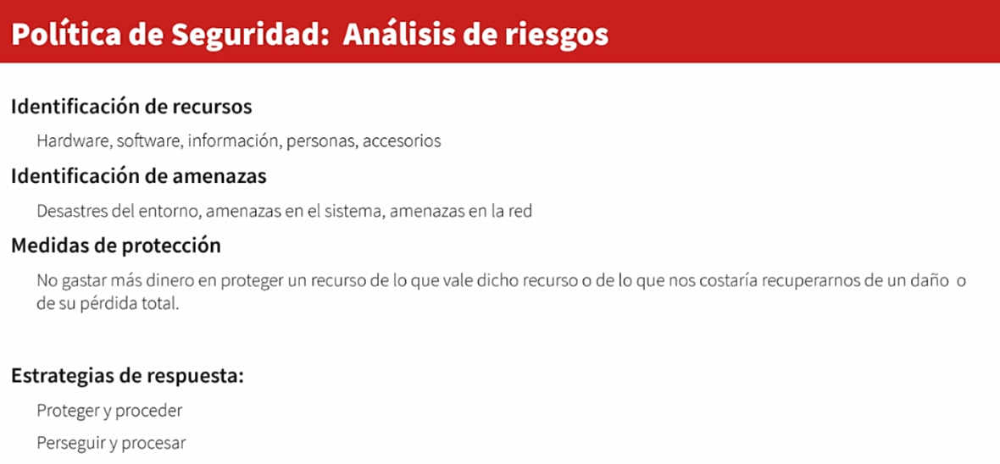 Política de Seguridad: Análisis de riesgos
Identificación de recursos
Hardware, software, información, personas, accesorios
Identificación de amenazas
Desastres del entorno, amenazas en el sistema, amenazas en la red
Medidas de protección
No gastar más dinero en proteger un recurso de lo que vale dicho recurso o de lo que nos costaría recuperarnos de un daño o
de su pérdida total.
Estrategias de respuesta:
Proteger y proceder
Perseguir y procesar